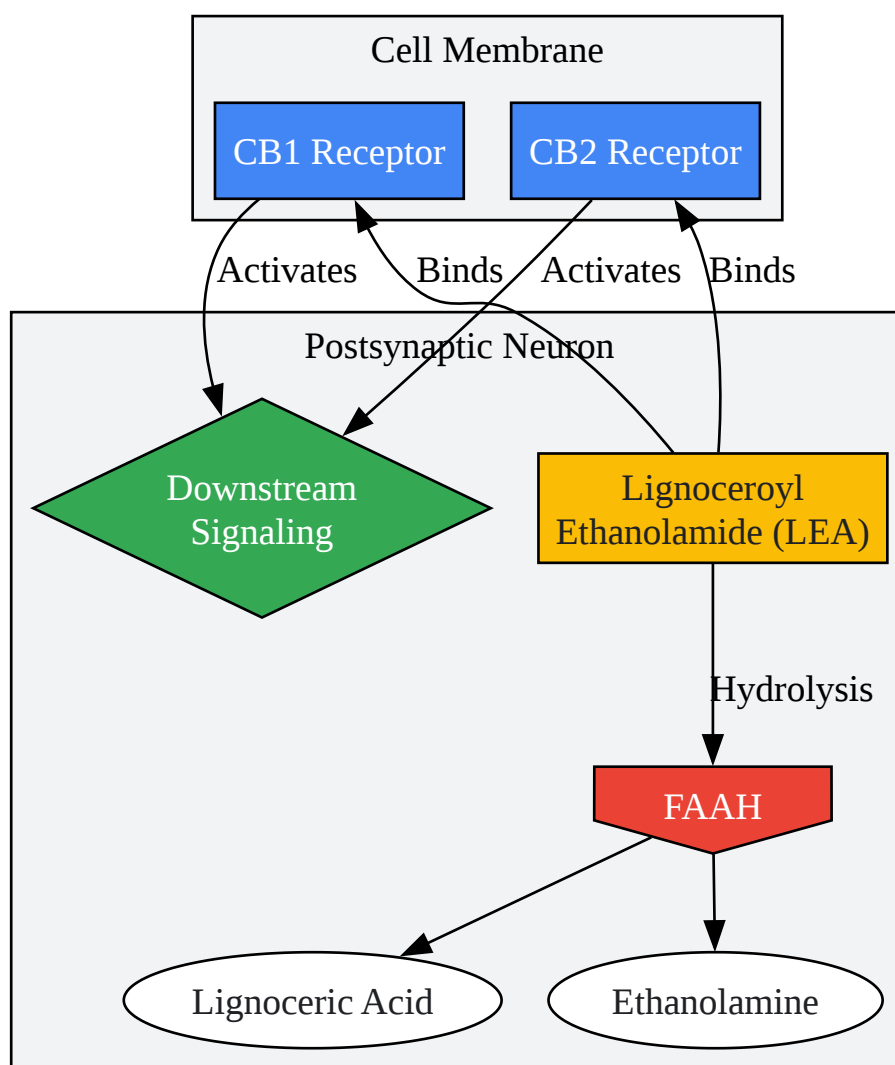 Cell Membrane
CB1 Receptor
CB2 Receptor
Activates
Binds
Activates
Binds
Postsynaptic Neuron
Downstream
Signaling
Lignoceroyl
Ethanolamide (LEA)
Hydrolysis
FAAH
Lignoceric Acid
Ethanolamine